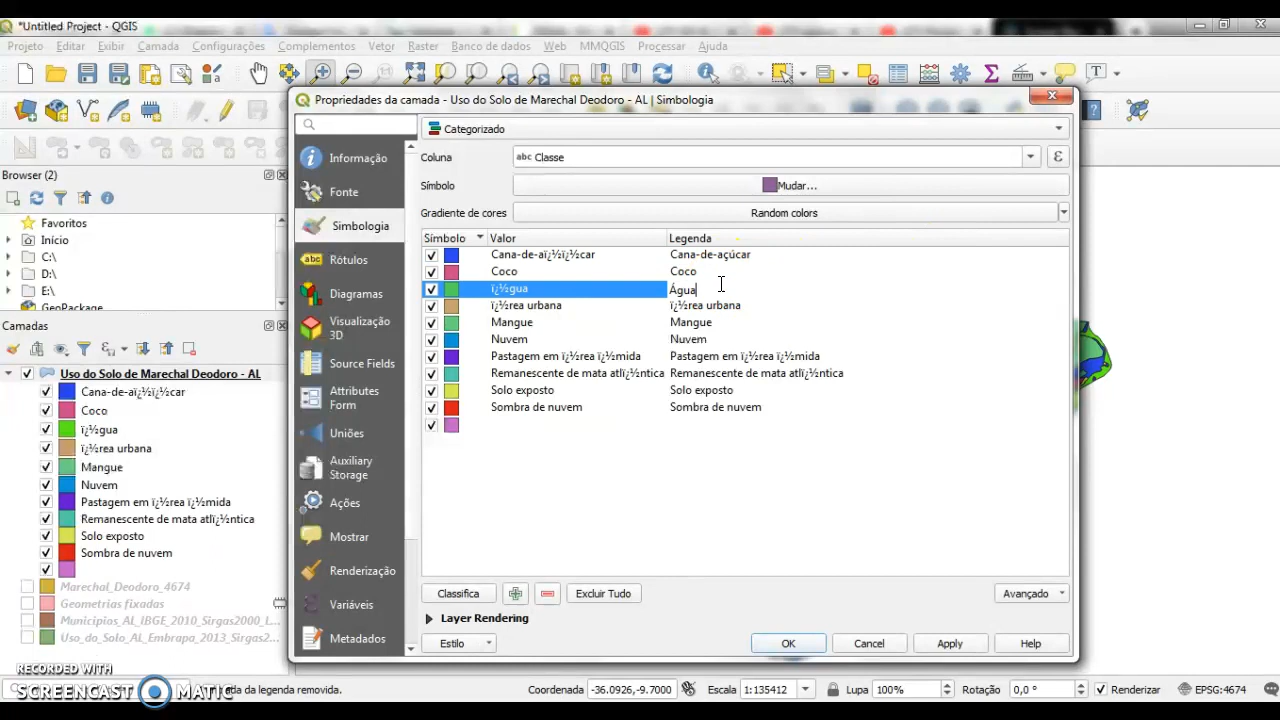 *Untitled Project - QGIS
Projeto Editar Exibir Camada Configurações Complementos Vetor Raster Banco de dados Web MMQGIS Processar Ajuda
Propriedades da camada - Uso do Solo de Marechal Deodoro - AL | Simbologia
Categorizado
Informação
Coluna
abc Classe
ε
Fonte
Símbolo
Mudar...
Simbologia
Gradiente de cores
Random colors
Rótulos
Diagramas
Visualização
3D
Source Fields
Attributes
Form
Uniões
Auxiliary
Storage
Ações
Mostrar
Renderização
Variáveis
Metadados
Símbolo Valor Legenda
Cana-de-aï¿½ï¿½car Cana-de-açúcar
Coco Coco
ï¿½gua Água
ï¿½rea urbana ï¿½rea urbana
Mangue Mangue
Nuvem Nuvem
Pastagem em ï¿½rea ï¿½mida Pastagem em ï¿½rea ï¿½mida
Remanescente de mata atlï¿½ntica Remanescente de mata atlï¿½ntica
Solo exposto Solo exposto
Sombra de nuvem Sombra de nuvem
Classifica
Excluir Tudo
Avançado
Layer Rendering
Estilo
OK
Cancel
Apply
Help
Browser (2)
Favoritos
Início
C:\
D:\
E:\
GeoPackage
Camadas
Uso do Solo de Marechal Deodoro - AL
Cana-de-aï¿½ï¿½car
Coco
ï¿½gua
ï¿½rea urbana
Mangue
Nuvem
Pastagem em ï¿½rea ï¿½mida
Remanescente de mata atlï¿½ntica
Solo exposto
Sombra de nuvem
Marechal_Deodoro_4674
Geometrias fixadas
Municipios_AL_IBGE_2010_Sirgas2000_L...
Uso_do_Solo_AL_Embrapa_2013_Sirgas2...
RECORDED WITH
SCREENCAST MATIC
da legenda removida.
Coordenada -36.0926,-9.7000
Escala 1:135412
Lupa 100%
Rotação 0,0 °
Renderizar
EPSG:4674